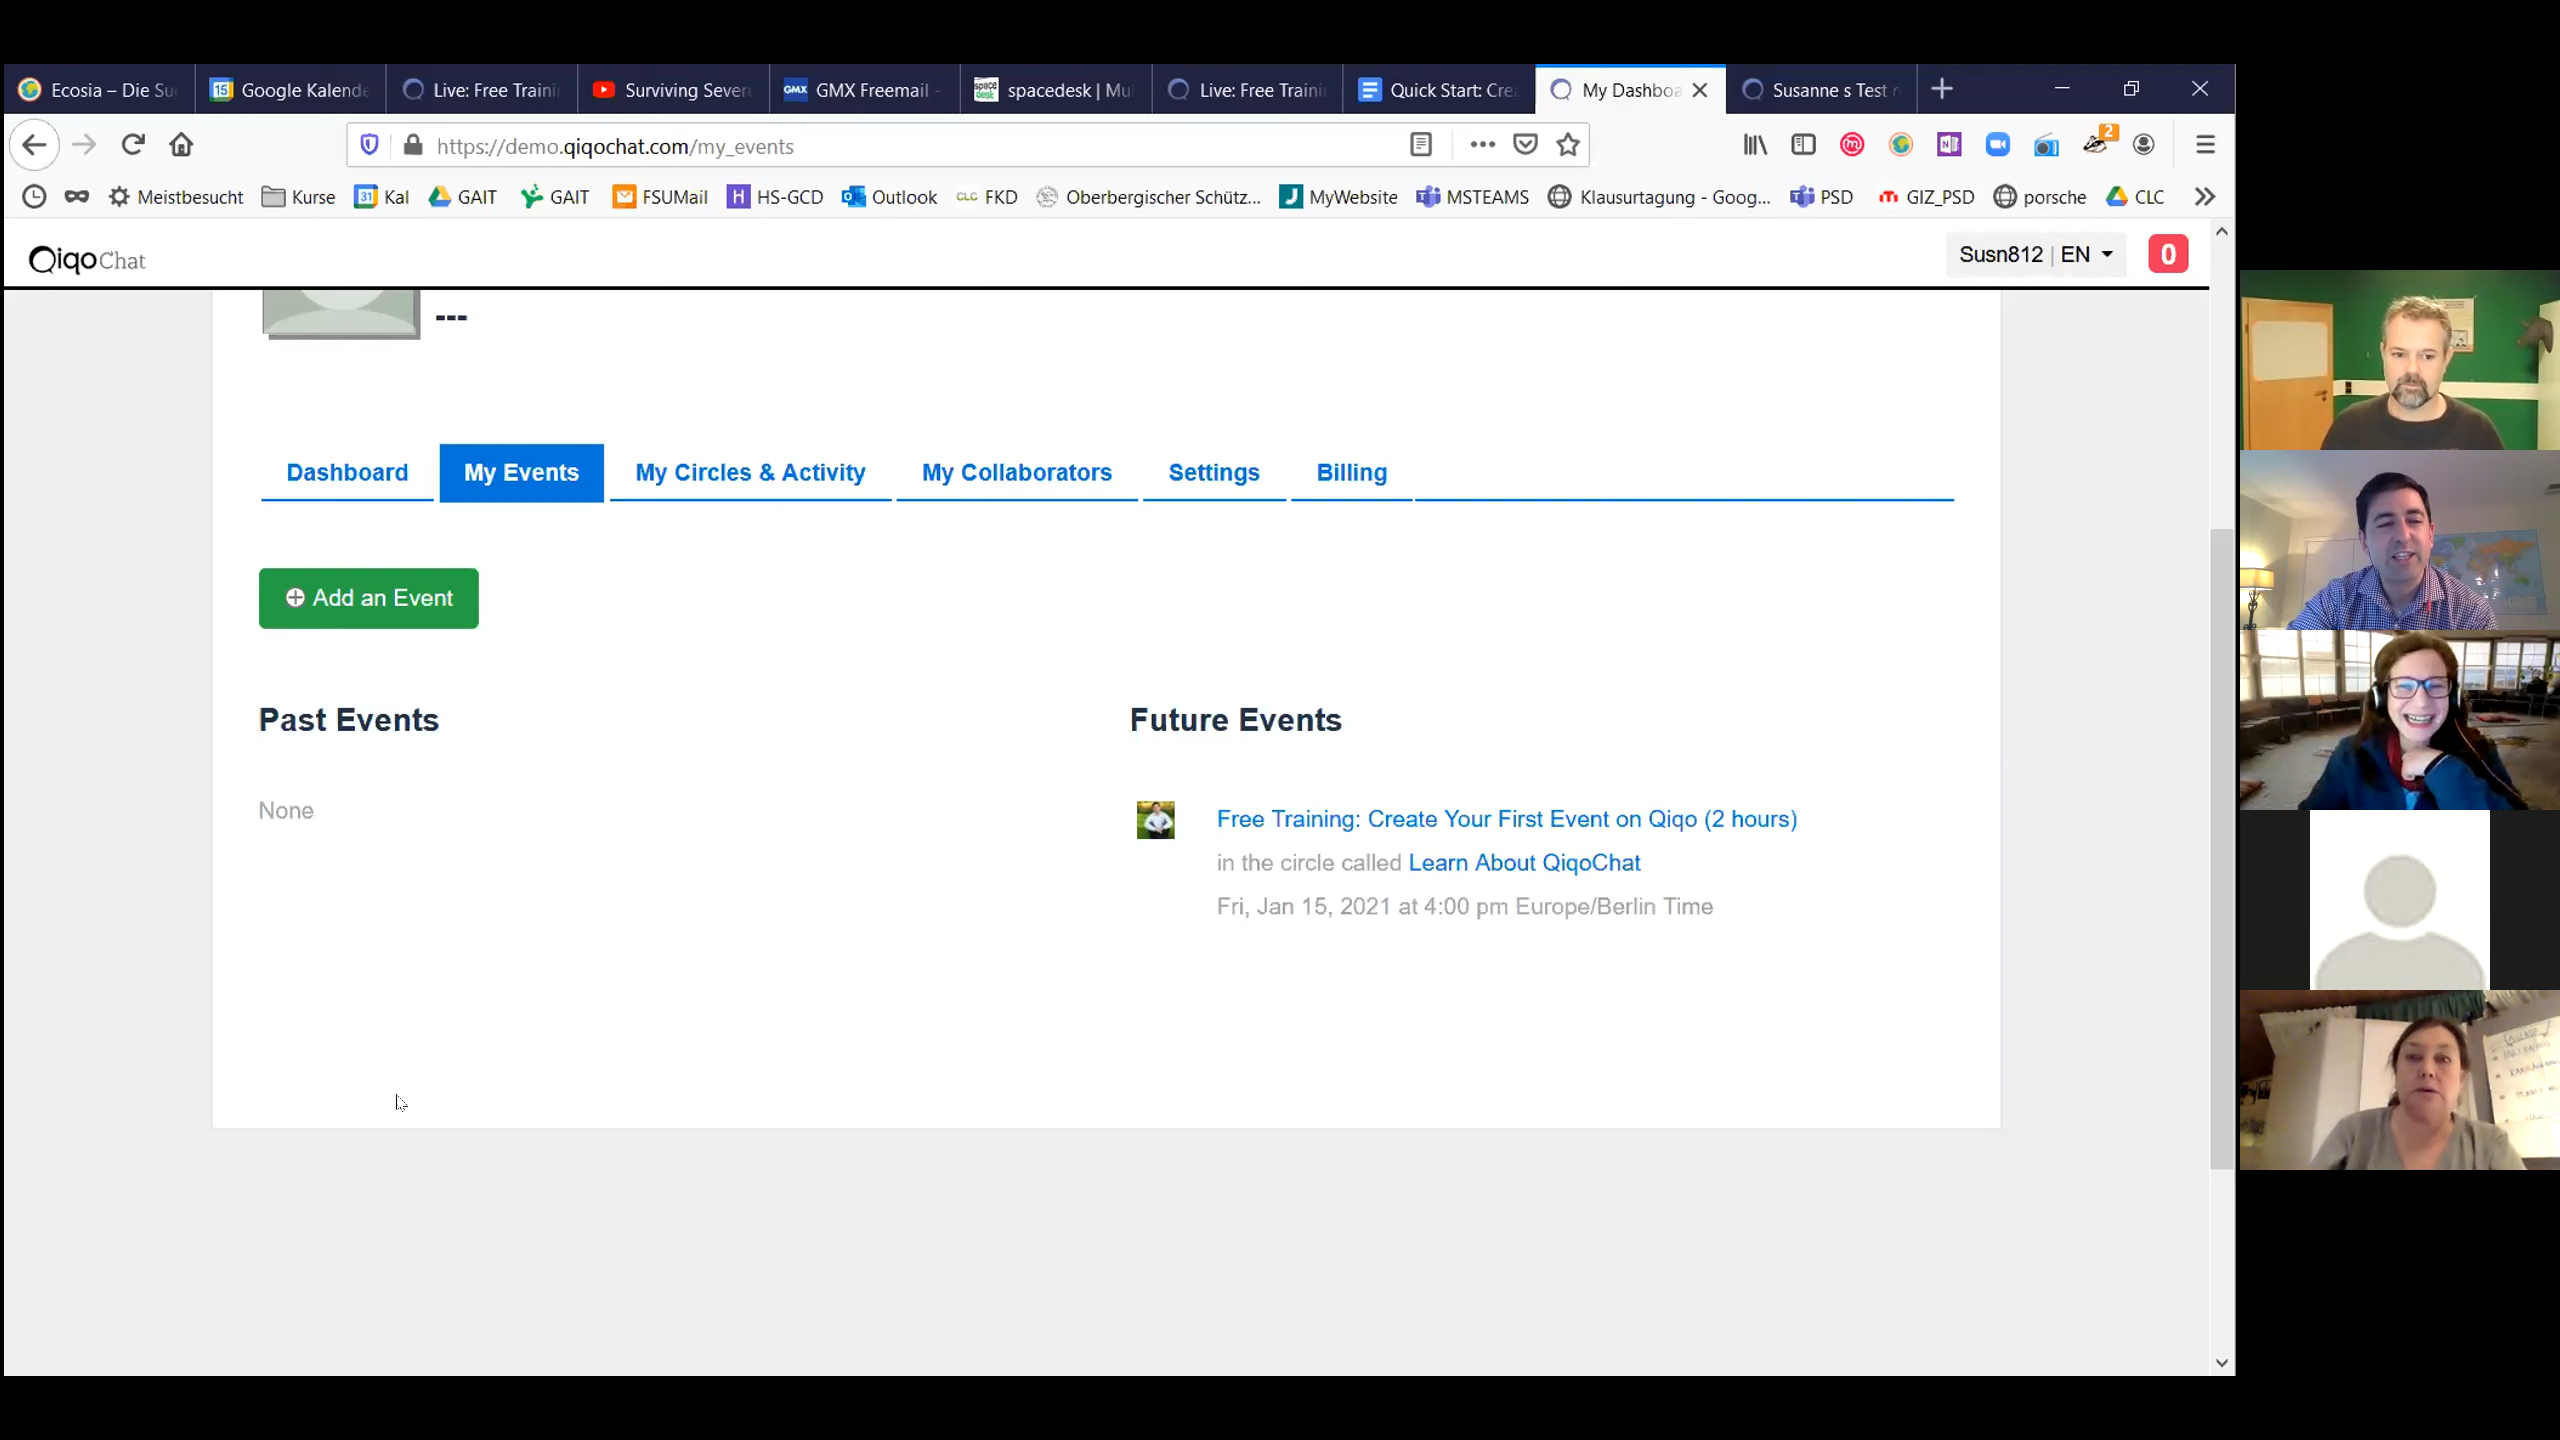 Ecosia – Die Su
Google Kalende
Live: Free Traini
Surviving Seve
GMX Freemail -
spacedesk | Mu
Live: Free Traini
Quick Start: Cre
My Dashboa
Susanne s Test r
https://demo.qiqochat.com/my_events
2
Meistbesucht
Kurse
Kal
GAIT
GAIT
FSUMail
HS-GCD
Outlook
CLC FKD
Oberbergischer Schütz...
MyWebsite
MSTEAMS
Klausurtagung - Goog...
PSD
GIZ_PSD
porsche
CLC
QiqoChat
Susn812 | EN
0
---
Dashboard
My Events
My Circles & Activity
My Collaborators
Settings
Billing
Add an Event
Past Events
None
Future Events
Free Training: Create Your First Event on Qiqo (2 hours)
in the circle called Learn About QiqoChat
Fri, Jan 15, 2021 at 4:00 pm Europe/Berlin Time